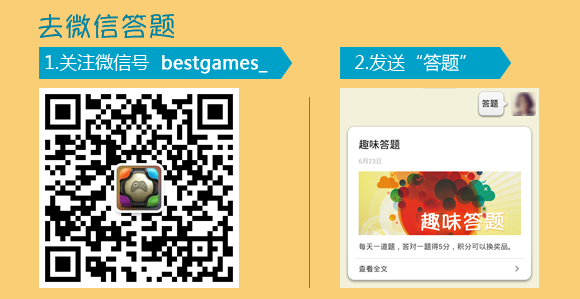 去微信答题
1.关注微信号 bestgames_
2.发送“答题”
答题
趣味答题
6月23日
趣味答题
每天一道题，答对一题得5分，积分可以换奖品。
查看全文